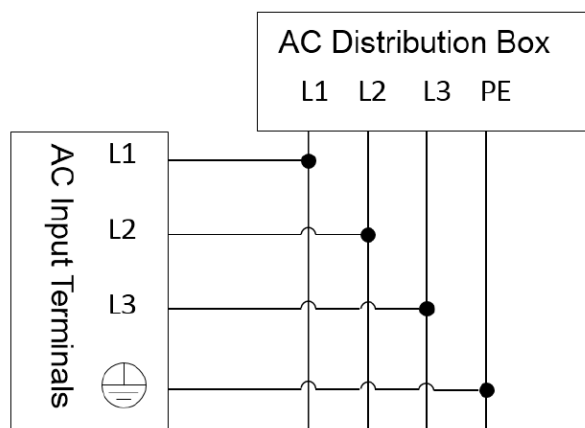 AC Distribution Box
L1 L2 L3 PE
AC Input Terminals
L1
L2
L3